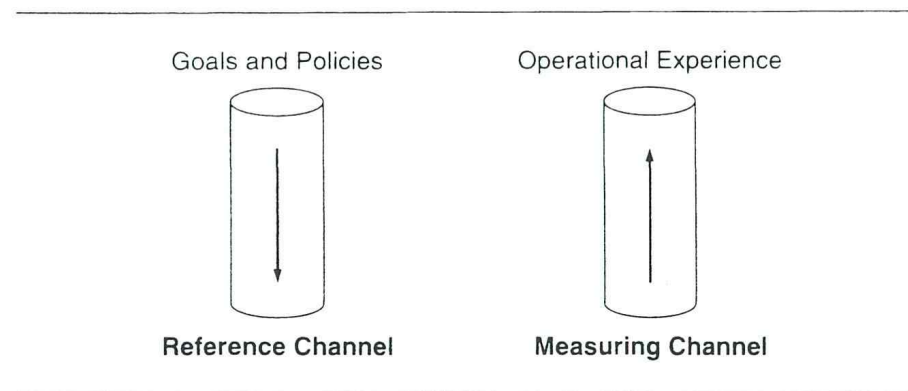 Goals and Policies
Operational Experience
Reference Channel
Measuring Channel